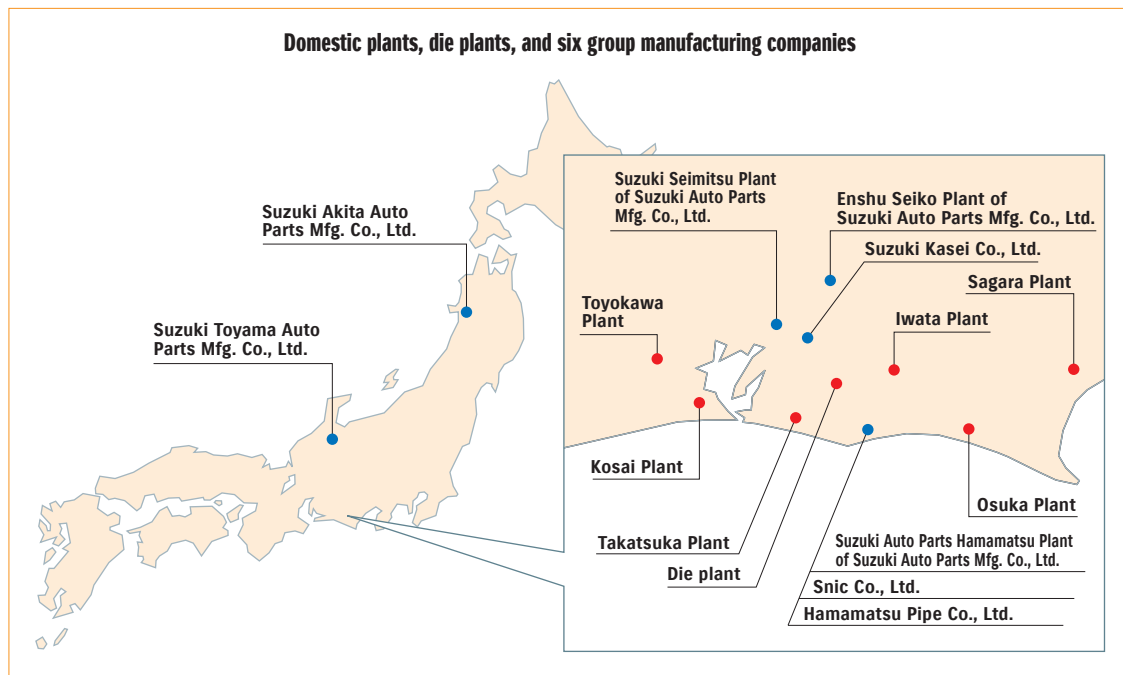 Domestic plants, die plants, and six group manufacturing companies
Suzuki Akita Auto
Parts Mfg. Co., Ltd.
Suzuki Toyama Auto
Parts Mfg. Co., Ltd.
Suzuki Seimitsu Plant
of Suzuki Auto Parts
Mfg. Co., Ltd.
Enshu Seiko Plant of
Suzuki Auto Parts Mfg. Co., Ltd.
Suzuki Kasei Co., Ltd.
Sagara Plant
Toyokawa
Plant
Iwata Plant
Kosai Plant
Osuka Plant
Takatsuka Plant
Die plant
Suzuki Auto Parts Hamamatsu Plant
of Suzuki Auto Parts Mfg. Co., Ltd.
Snic Co., Ltd.
Hamamatsu Pipe Co., Ltd.